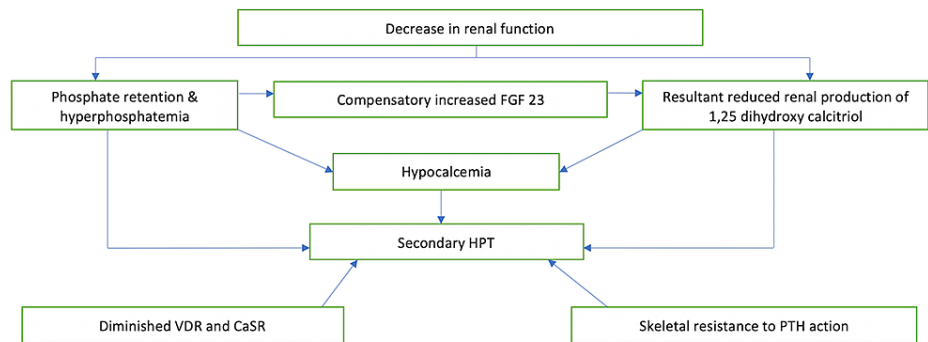 Decrease in renal function
Phosphate retention &
hyperphosphatemia
Compensatory increased FGF 23
Resultant reduced renal production of
1,25 dihydroxy calcitriol
Hypocalcemia
Secondary HPT
Diminished VDR and CaSR
Skeletal resistance to PTH action